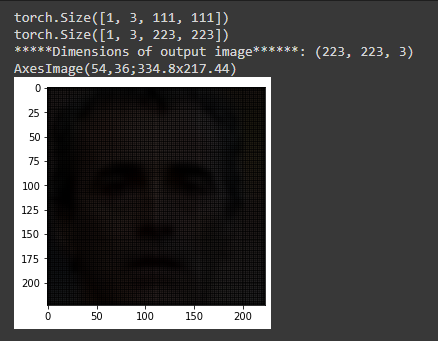 torch.Size([1, 3, 111, 111])
torch.Size([1, 3, 223, 223])
*****Dimensions of output image******: (223, 223, 3)
AxesImage(54,36;334.8x217.44)
0
25
50
75
100
125
150
175
200
0 50 100 150 200